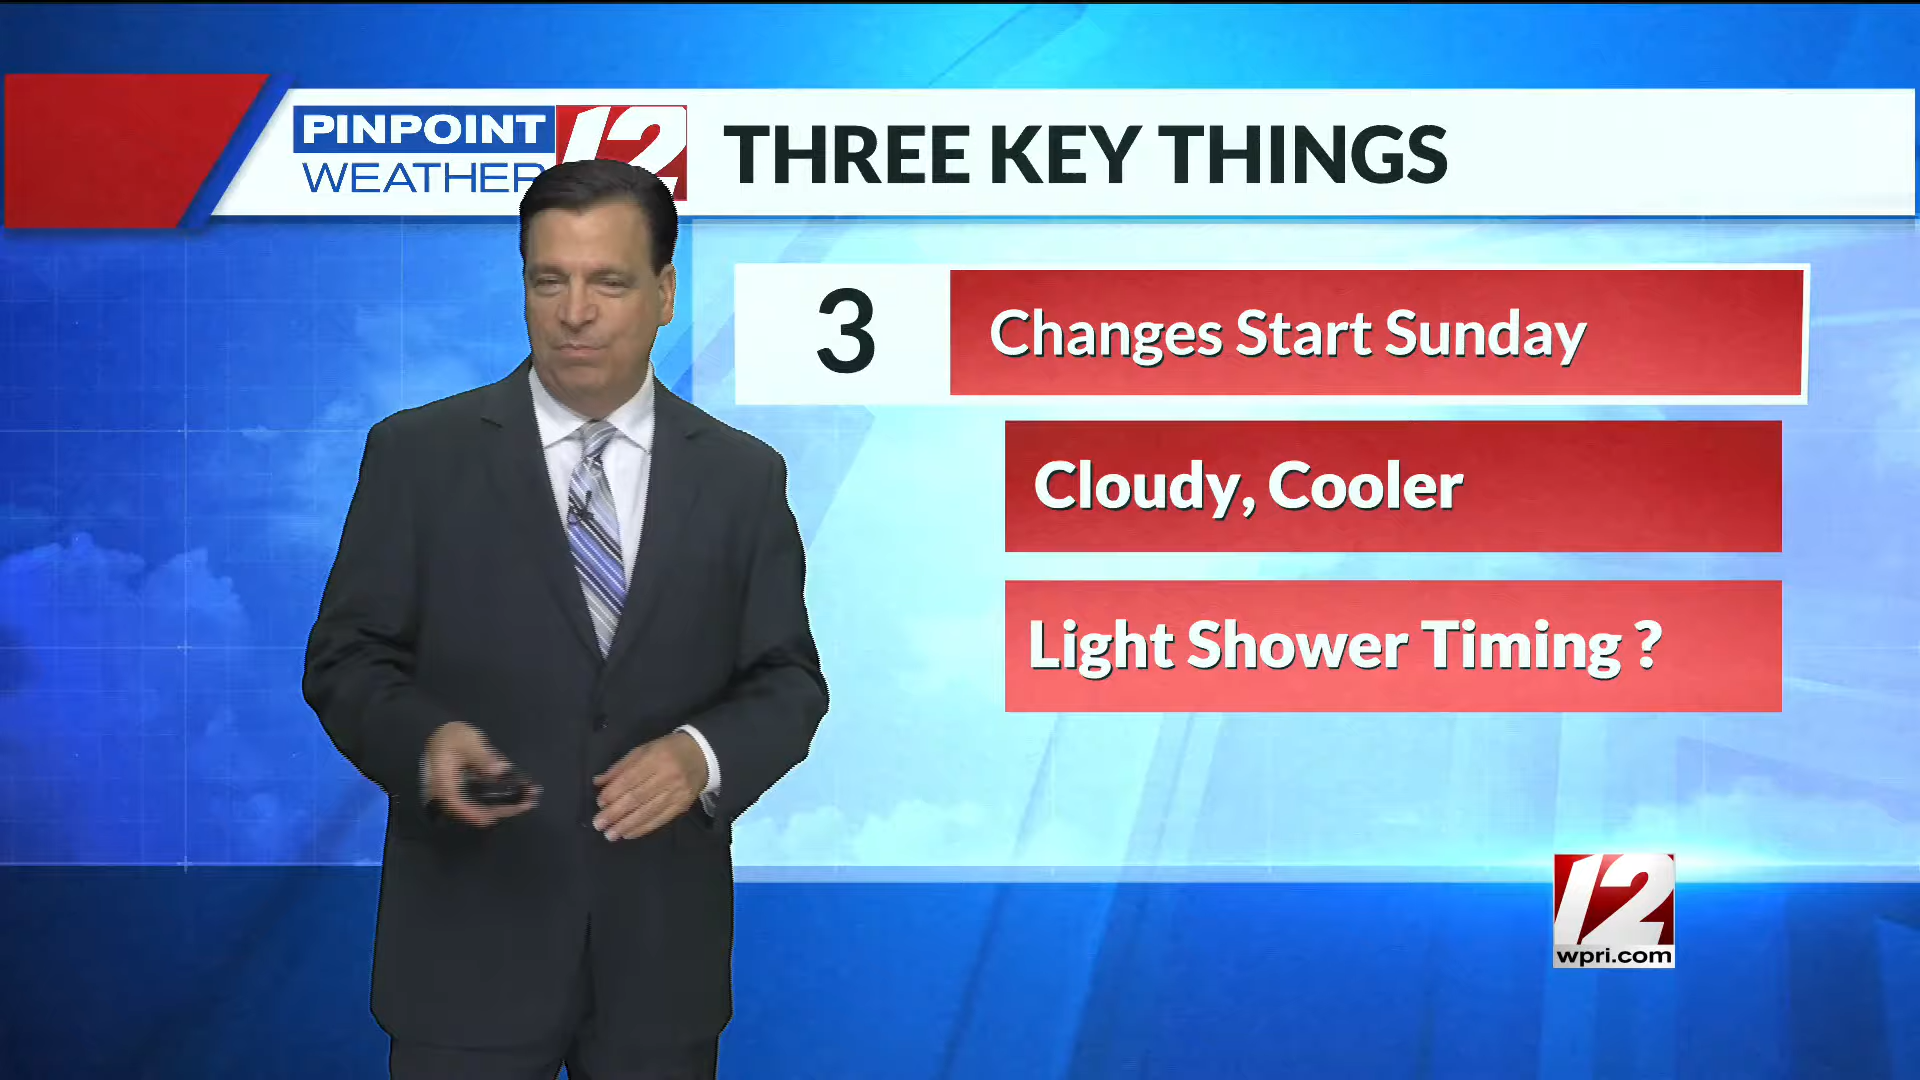 PINPOINT
WEATHER
12
THREE KEY THINGS
3
Changes Start Sunday
Cloudy, Cooler
Light Shower Timing ?
12
wpri.com